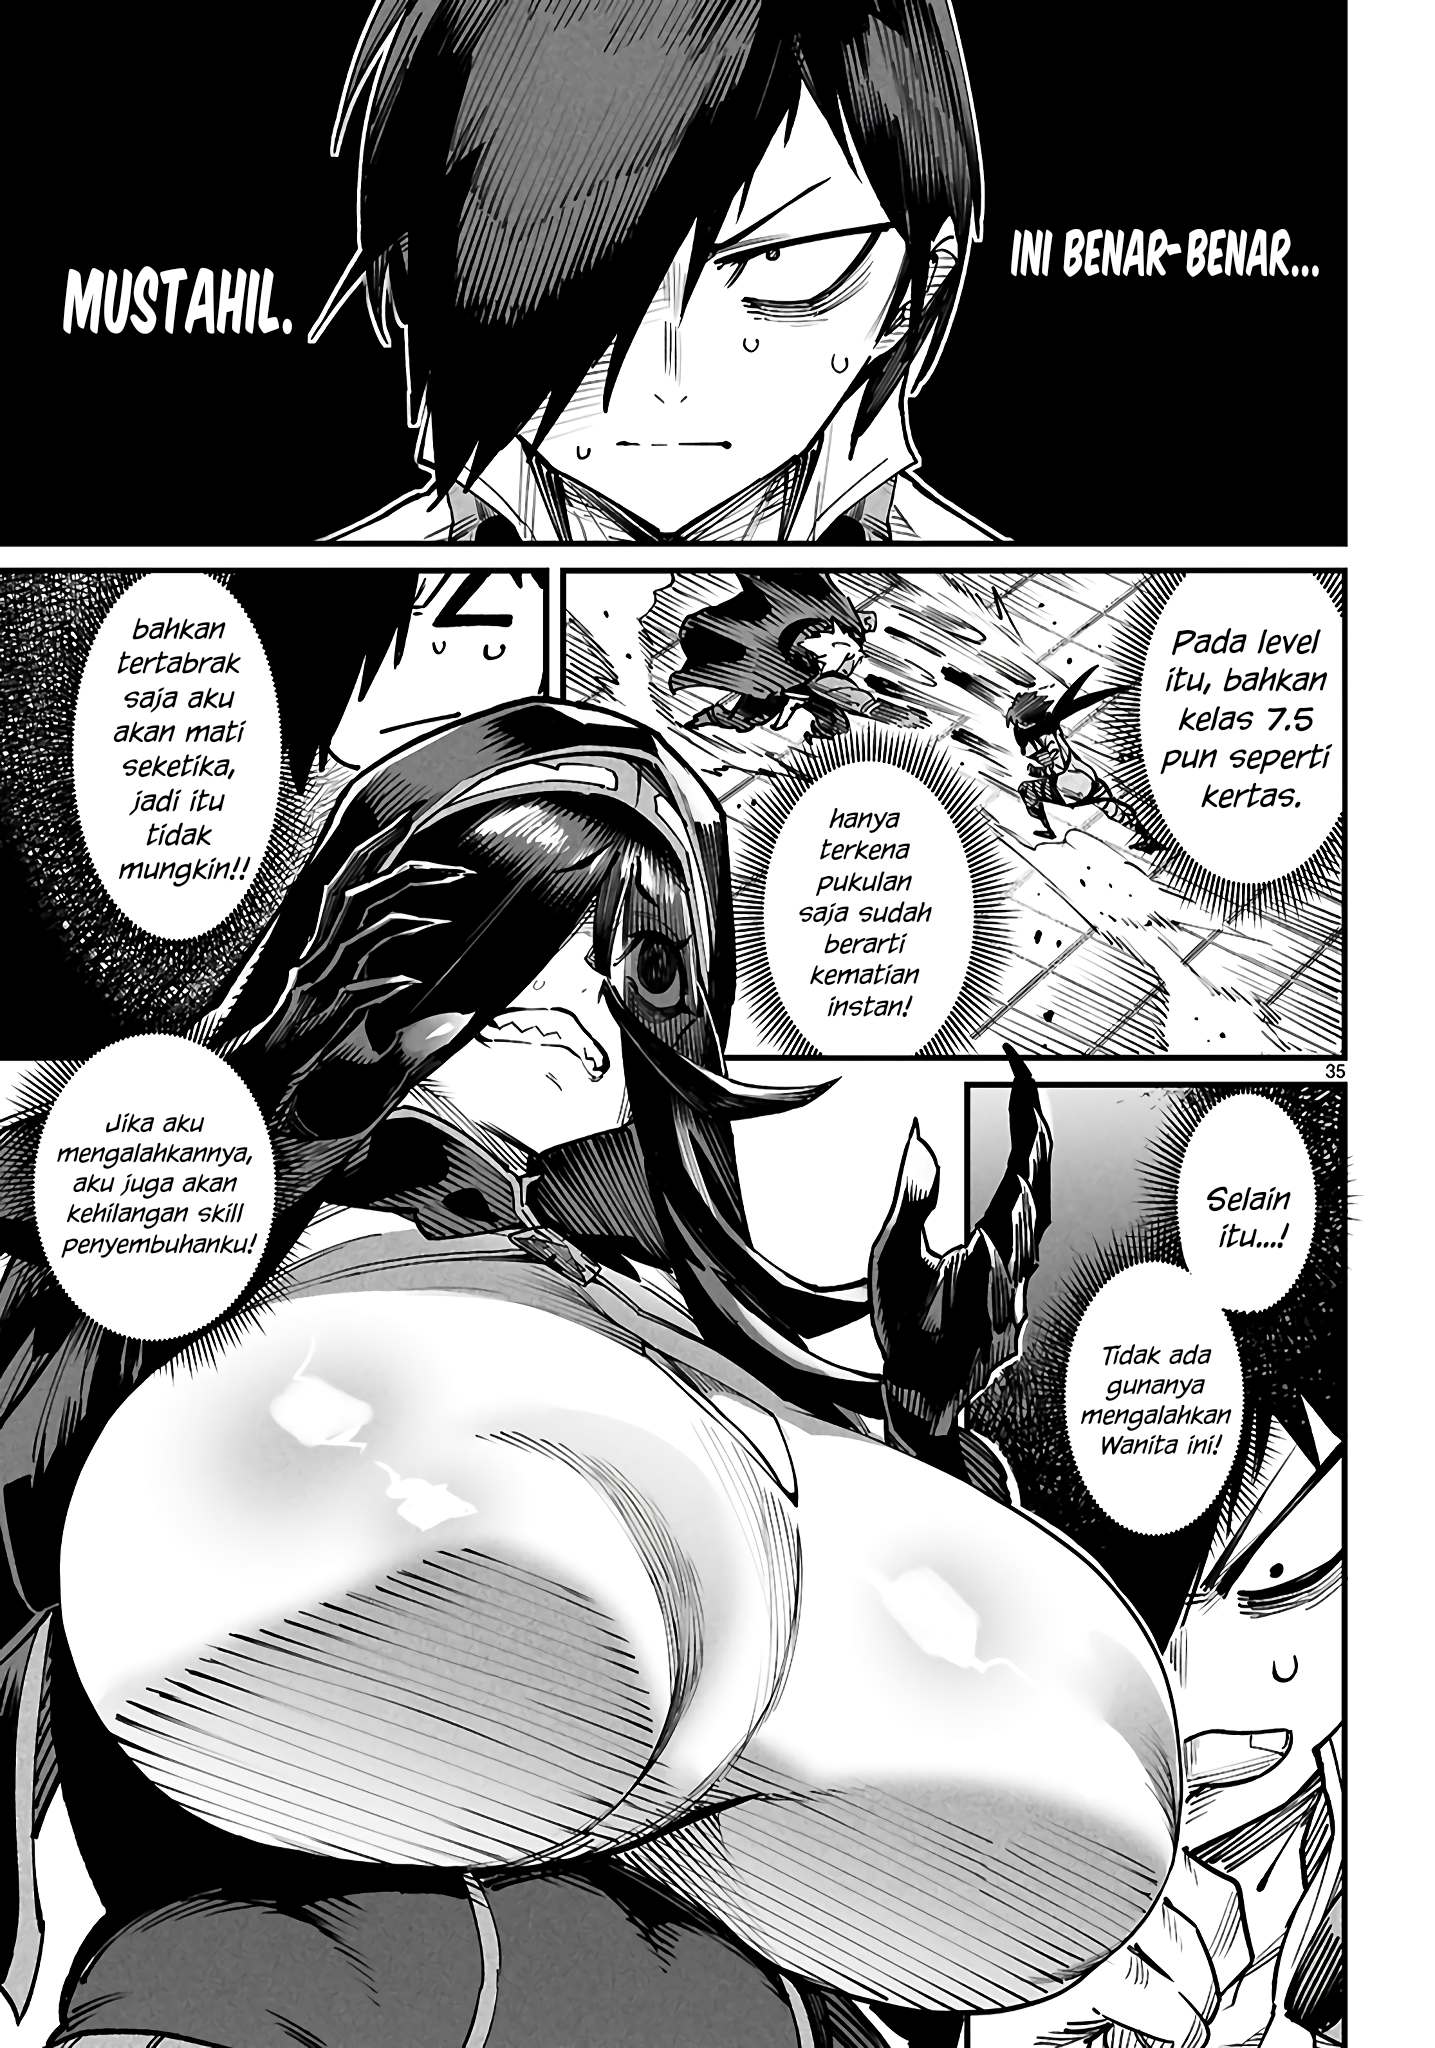 INI BENAR-BENAR...
MUSTAHIL.
Pada level
itu, bahkan
kelas 7.5
pun seperti
kertas.
hanya
terkena
pukulan
saja sudah
berarti
kematian
instan!
bahkan
tertabrak
saja aku
akan mati
seketika,
jadi itu
tidak
mungkin!!
35
Selain
itu...!
Tidak ada
gunanya
mengalahkan
Wanita ini!
Jika aku
mengalahkannya,
aku juga akan
kehilangan skill
penyembuhanku!